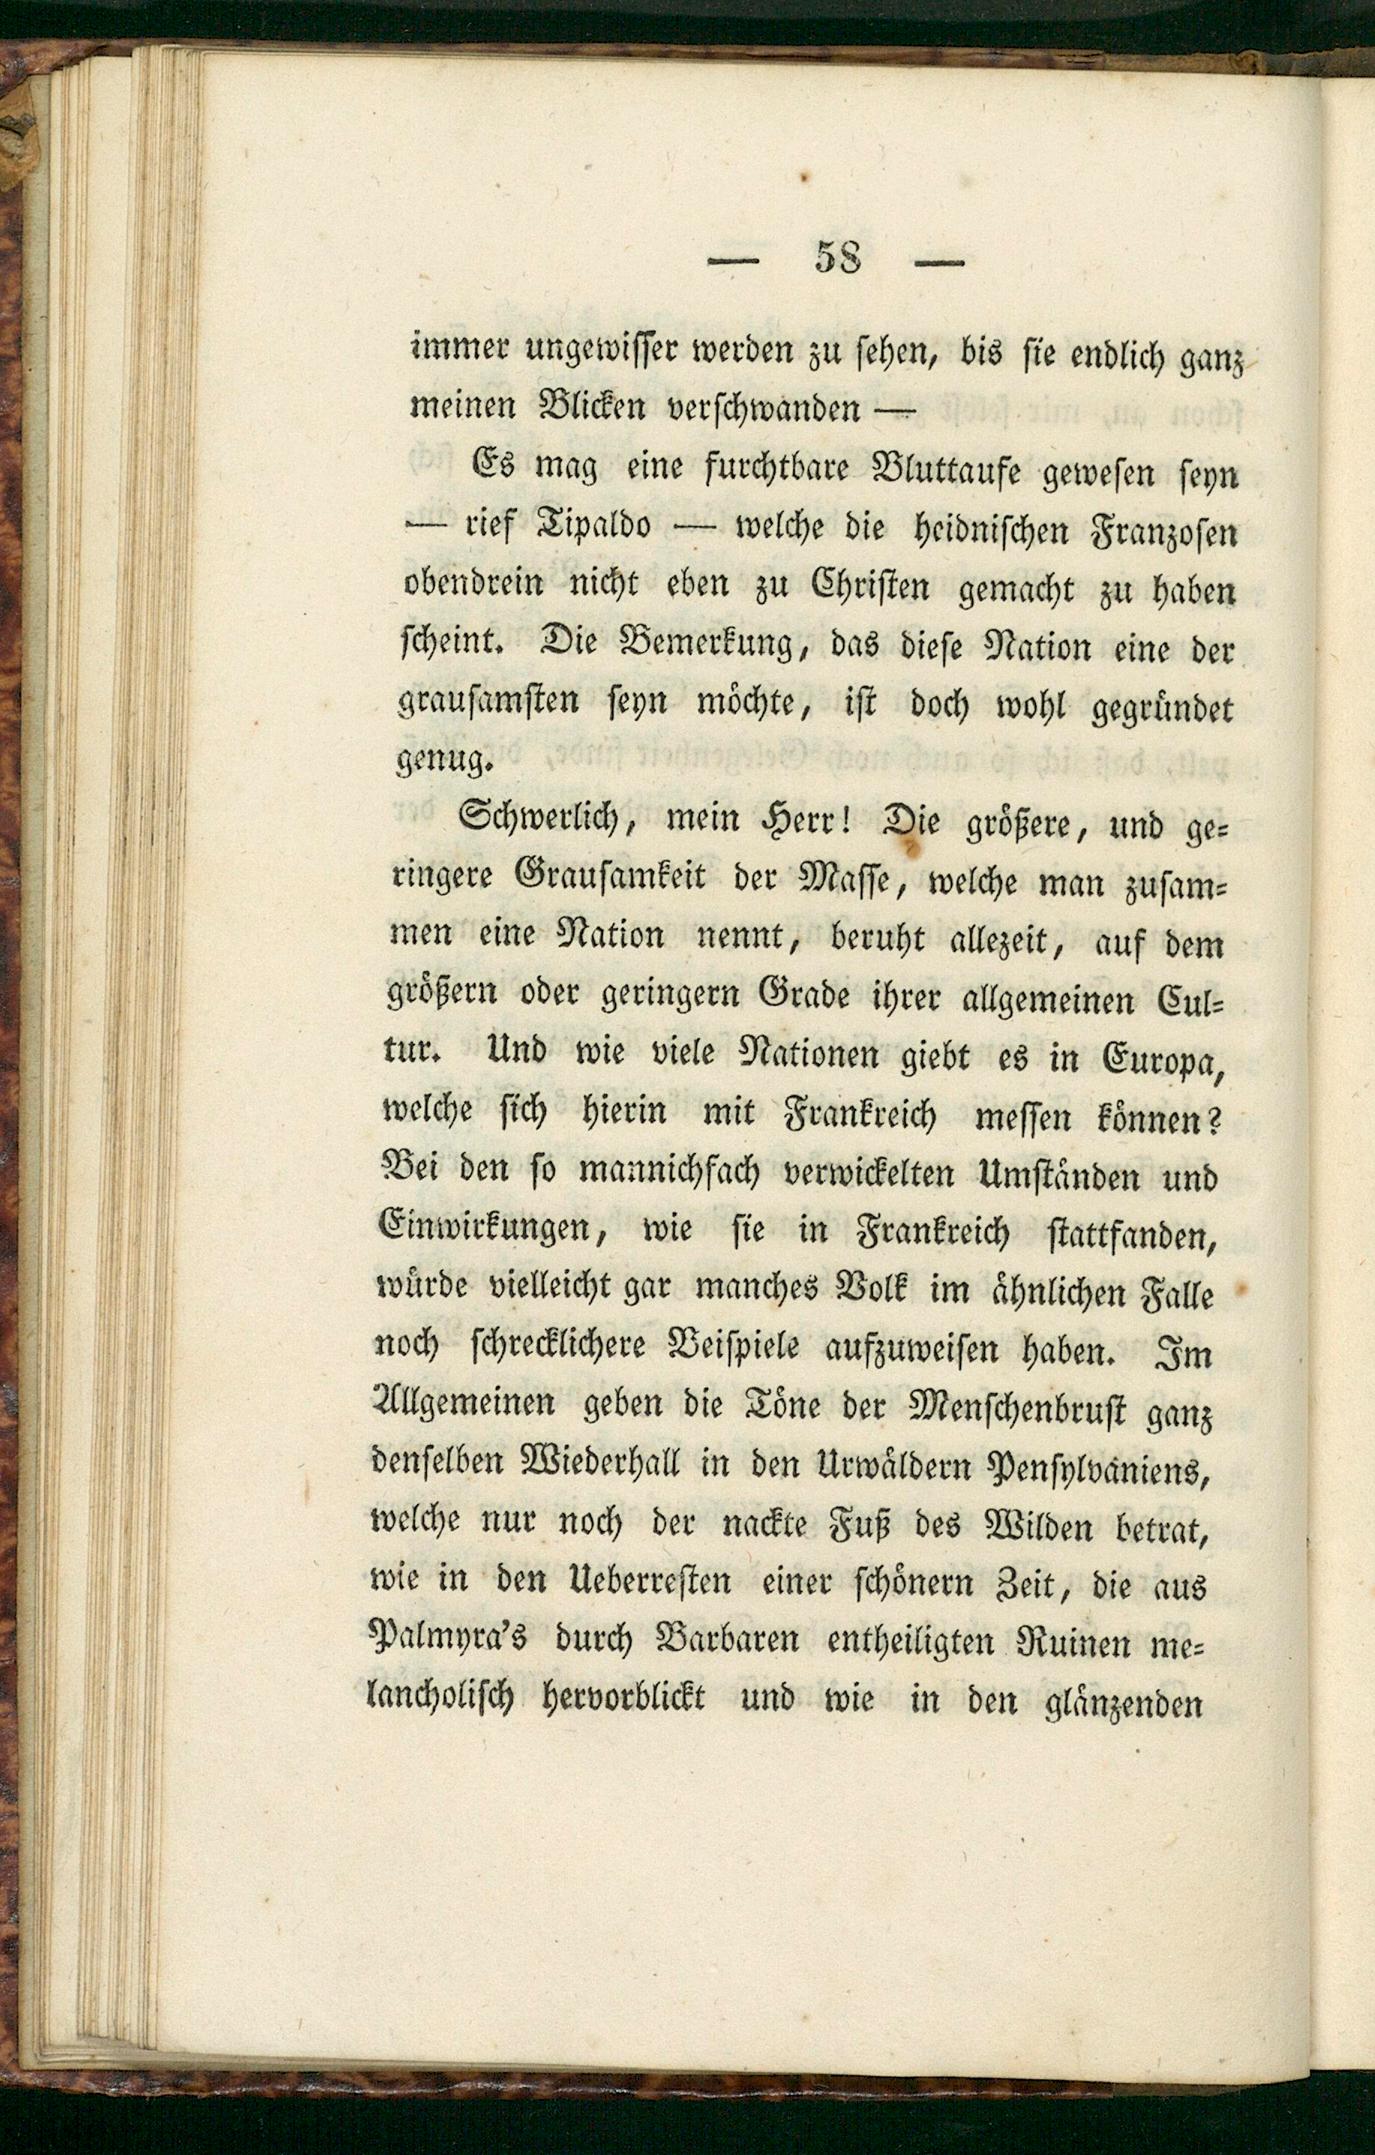 — 58 —
immer ungewisser werden zu sehen, bis sie endlich ganz
meinen Blicken verschwanden —
Es mag eine furchtbare Bluttaufe gewesen seyn
— rief Tipaldo — welche die heidnischen Franzosen
obendrein nicht eben zu Christen gemacht zu haben
scheint. Die Bemerkung, das diese Nation eine der
grausamsten seyn möchte, ist doch wohl gegründet
genug.
Schwerlich, mein Herr! Die größere, und ge-
ringere Grausamkeit der Masse, welche man zusam-
men eine Nation nennt, beruht allezeit, auf dem
größern oder geringern Grade ihrer allgemeinen Cul-
tur. Und wie viele Nationen giebt es in Europa,
welche sich hierin mit Frankreich messen können?
Bei den so mannichfach verwickelten Umständen und
Einwirkungen, wie sie in Frankreich stattfanden,
würde vielleicht gar manches Volk im ähnlichen Falle
noch schrecklichere Beispiele aufzuweisen haben. Im
Allgemeinen geben die Töne der Menschenbrust ganz
denselben Wiederhall in den Urwäldern Pensylvaniens,
welche nur noch der nackte Fuß des Wilden betrat,
wie in den Ueberresten einer schönern Zeit, die aus
Palmyra's durch Barbaren entheiligten Ruinen me-
lancholisch hervorblickt und wie in den glänzenden